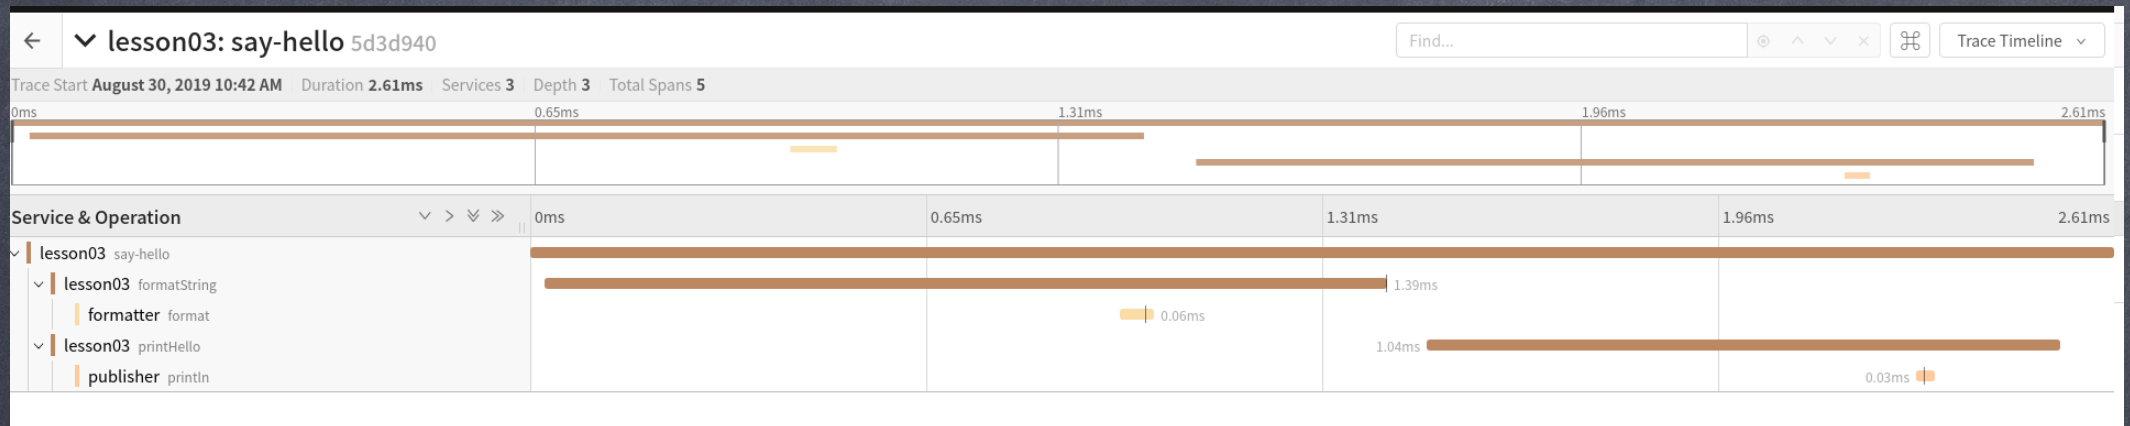 lesson03: say-hello 5d3d940 Find... Trace Timeline
Trace Start August 30, 2019 10:42 AM Duration 2.61ms Services 3 Depth 3 Total Spans 5
0ms 0.65ms 1.31ms 1.96ms 2.61ms
Service & Operation 0ms 0.65ms 1.31ms 1.96ms 2.61ms
lesson03 say-hello
lesson03 formatString 1.39ms
formatter format 0.06ms
lesson03 printHello 1.04ms
publisher println 0.03ms